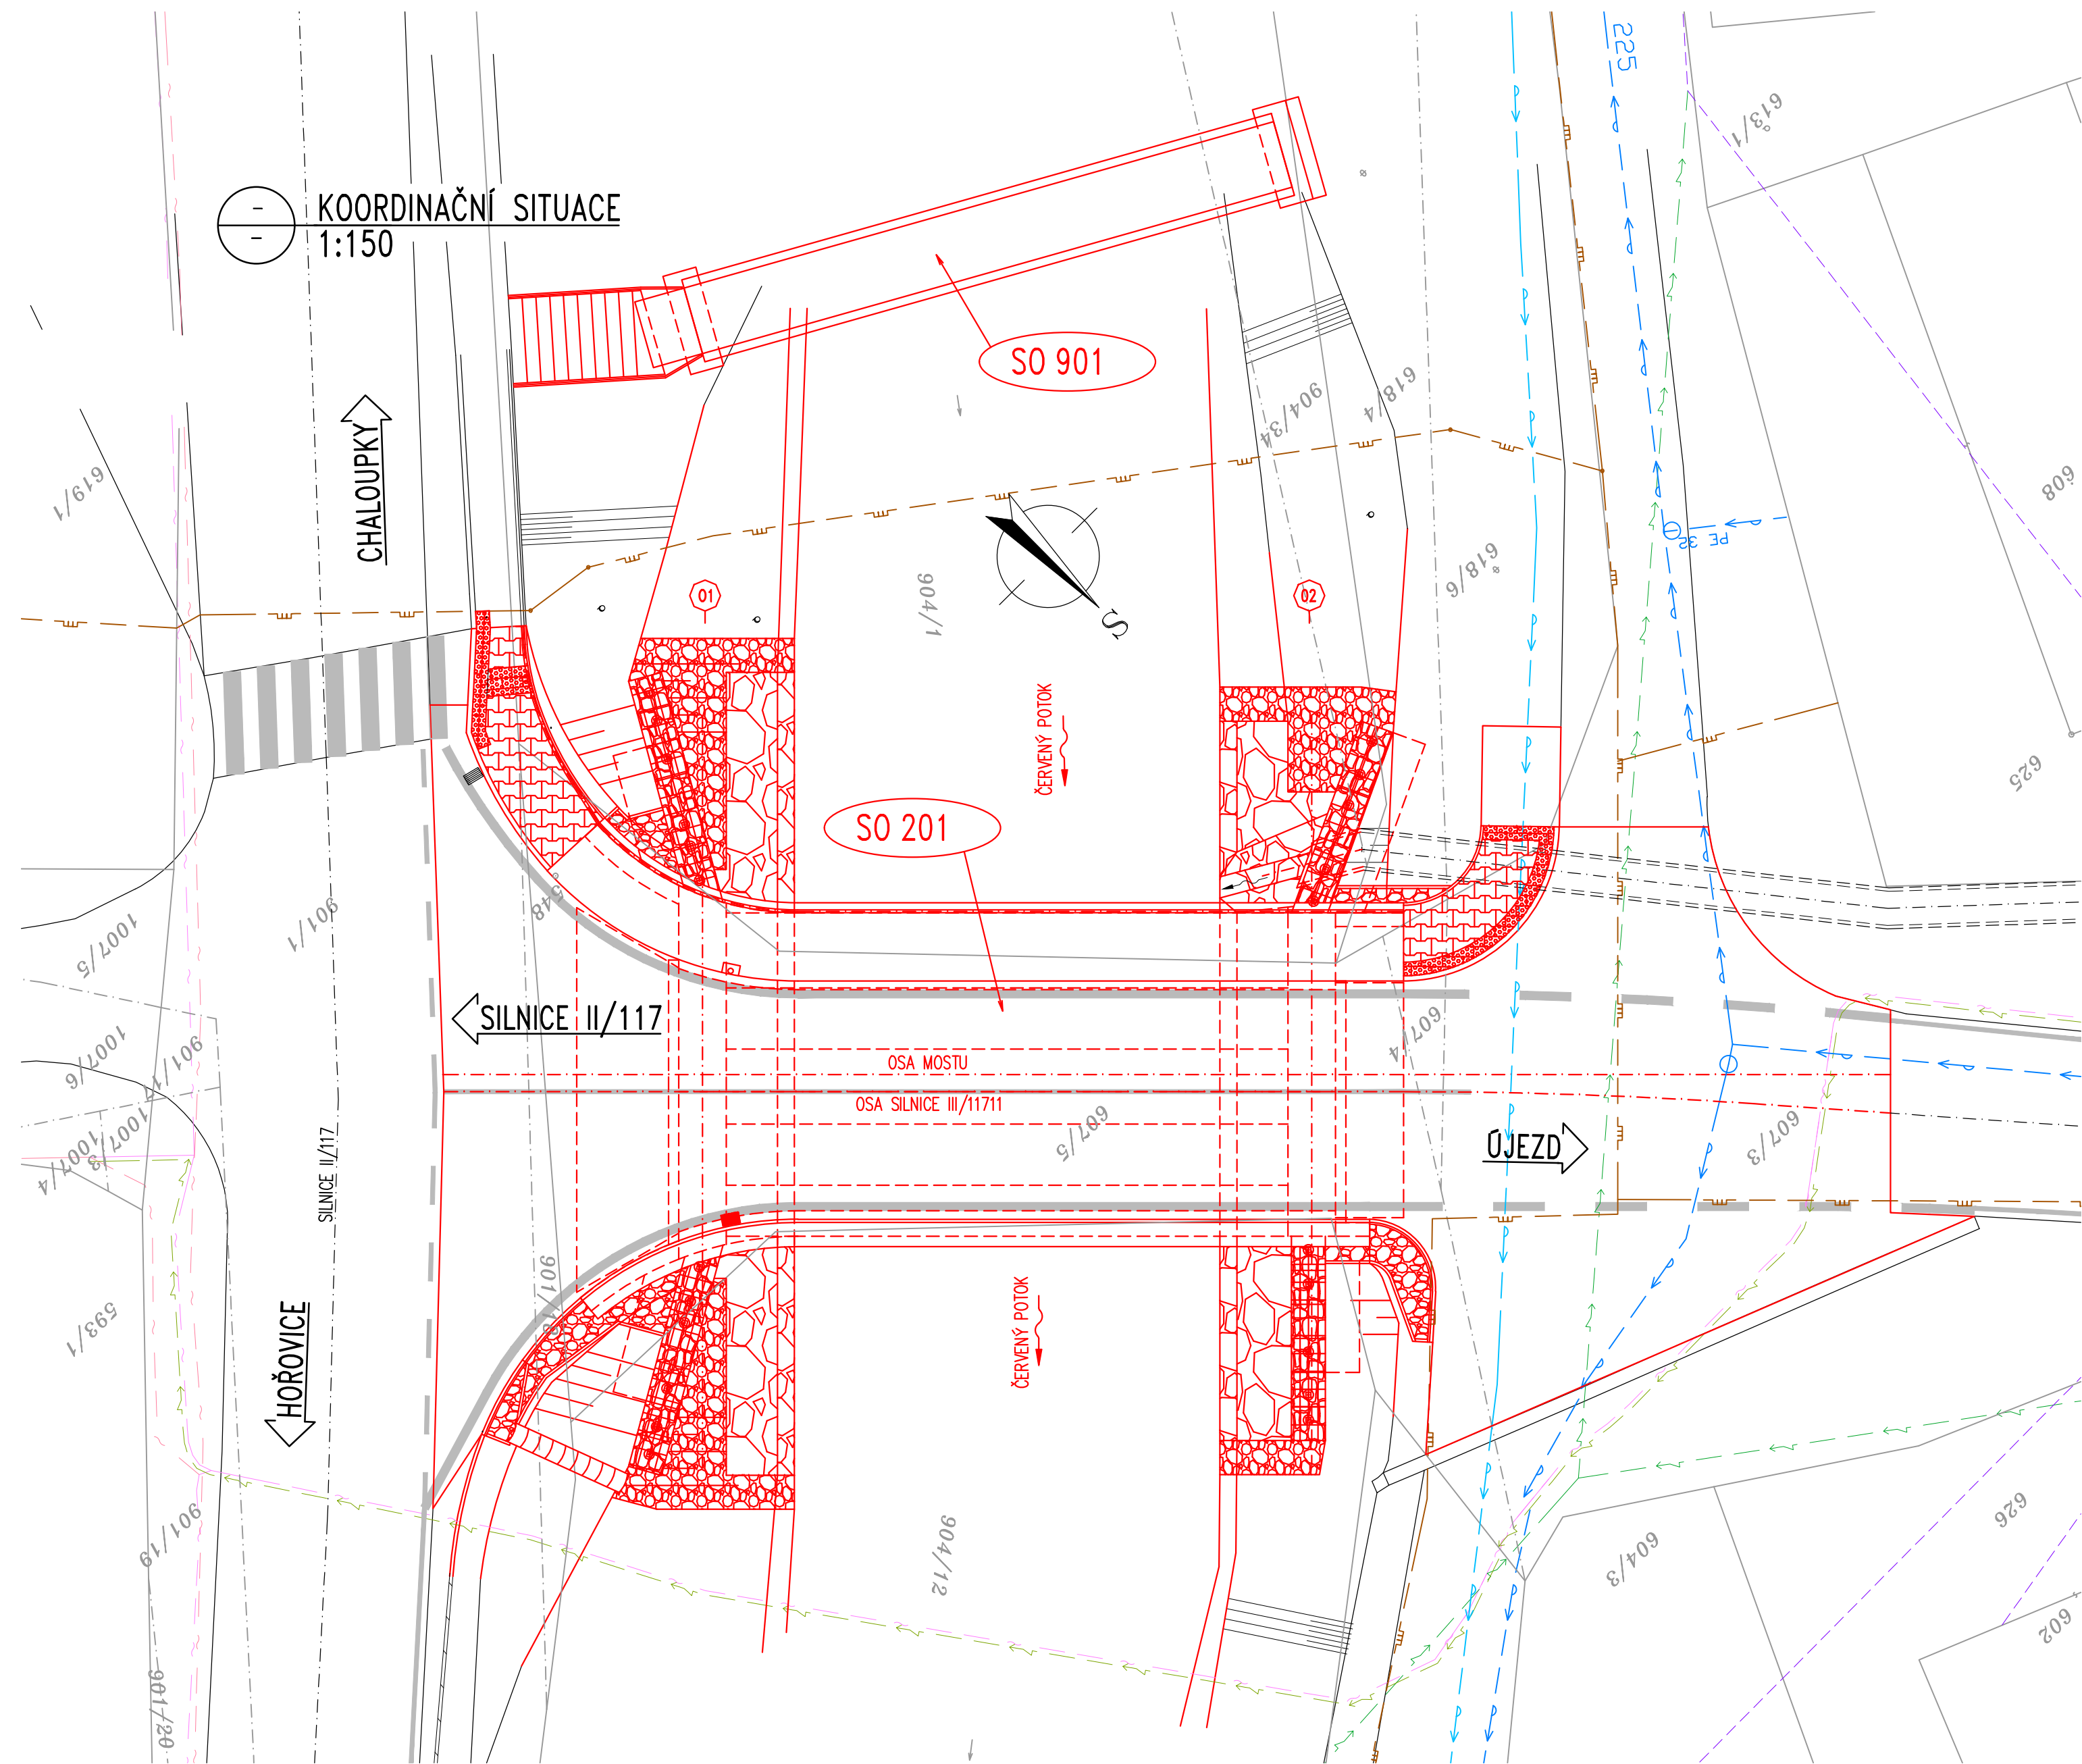 KOORDINAČNÍ SITUACE
1:150
225
613/1
SO 901
CHALOUPKY
619/1
904/34
618/4
608
PE 32
618/6
01
02
904/1
S
ČERVENÝ POTOK
625
SO 201
548
901/1
1007/5
SILNICE II/117
607/4
1007/6
901/17
OSA MOSTU
OSA SILNICE III/11711
607/5
607/3
ÚJEZD
1007/3
1007/4
SILNICE II/117
HOŘOVICE
593/1
ČERVENÝ POTOK
901/19
904/12
626
604/3
602
901/20